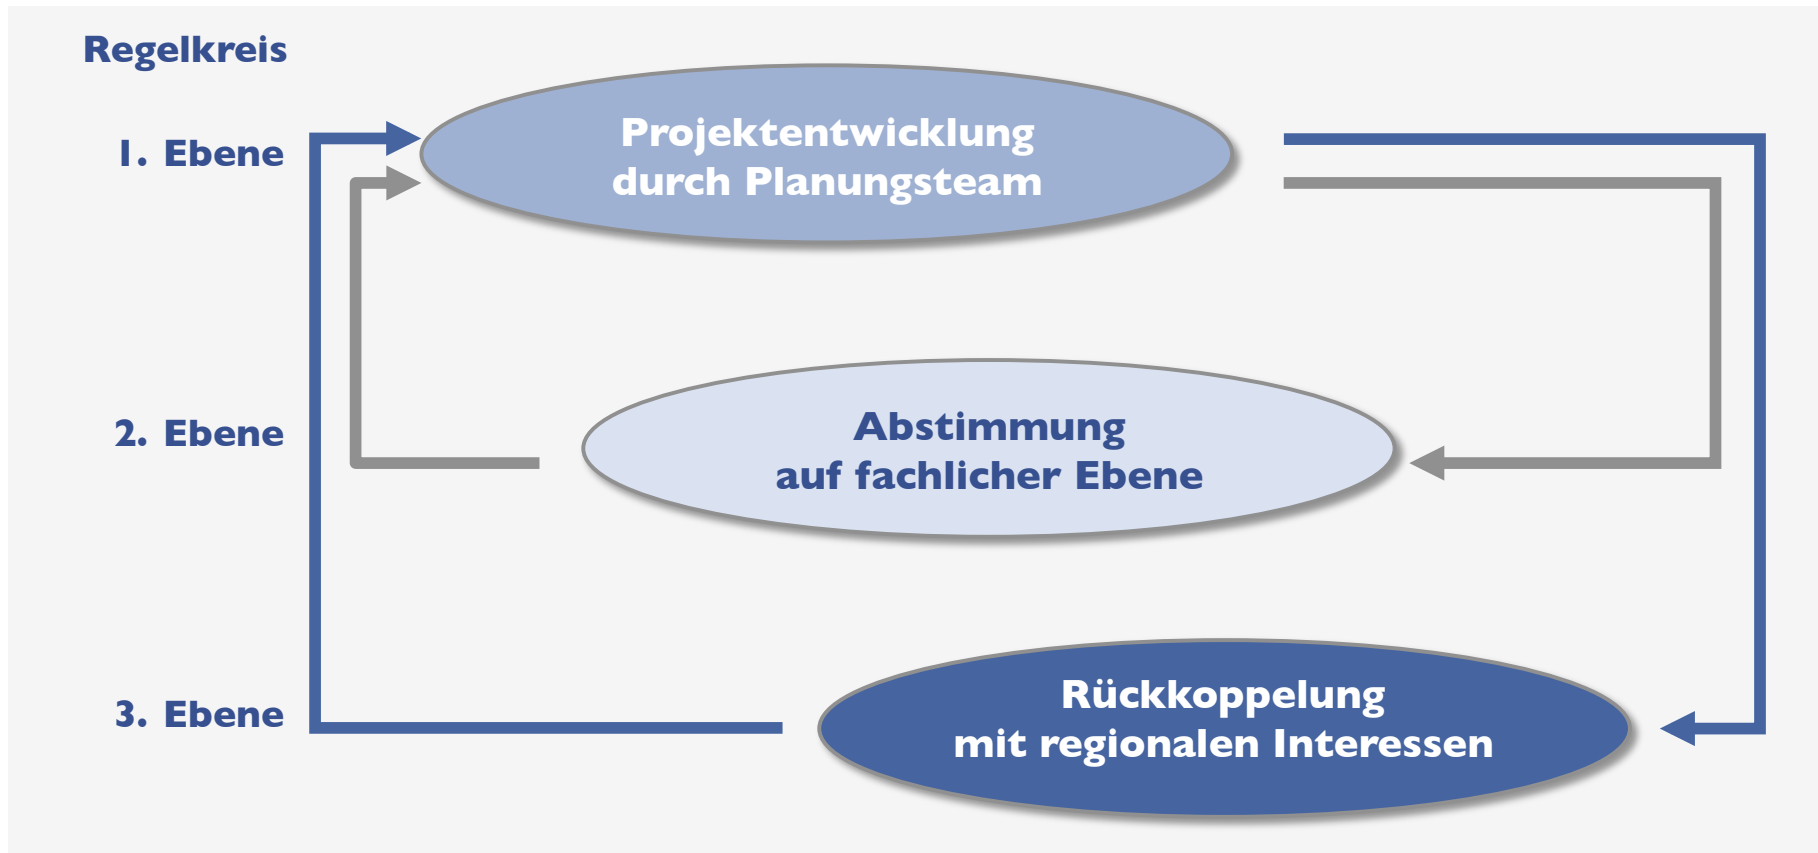 Regelkreis
1. Ebene
Projektentwicklung
durch Planungsteam
2. Ebene
Abstimmung
auf fachlicher Ebene
3. Ebene
Rückkoppelung
mit regionalen Interessen